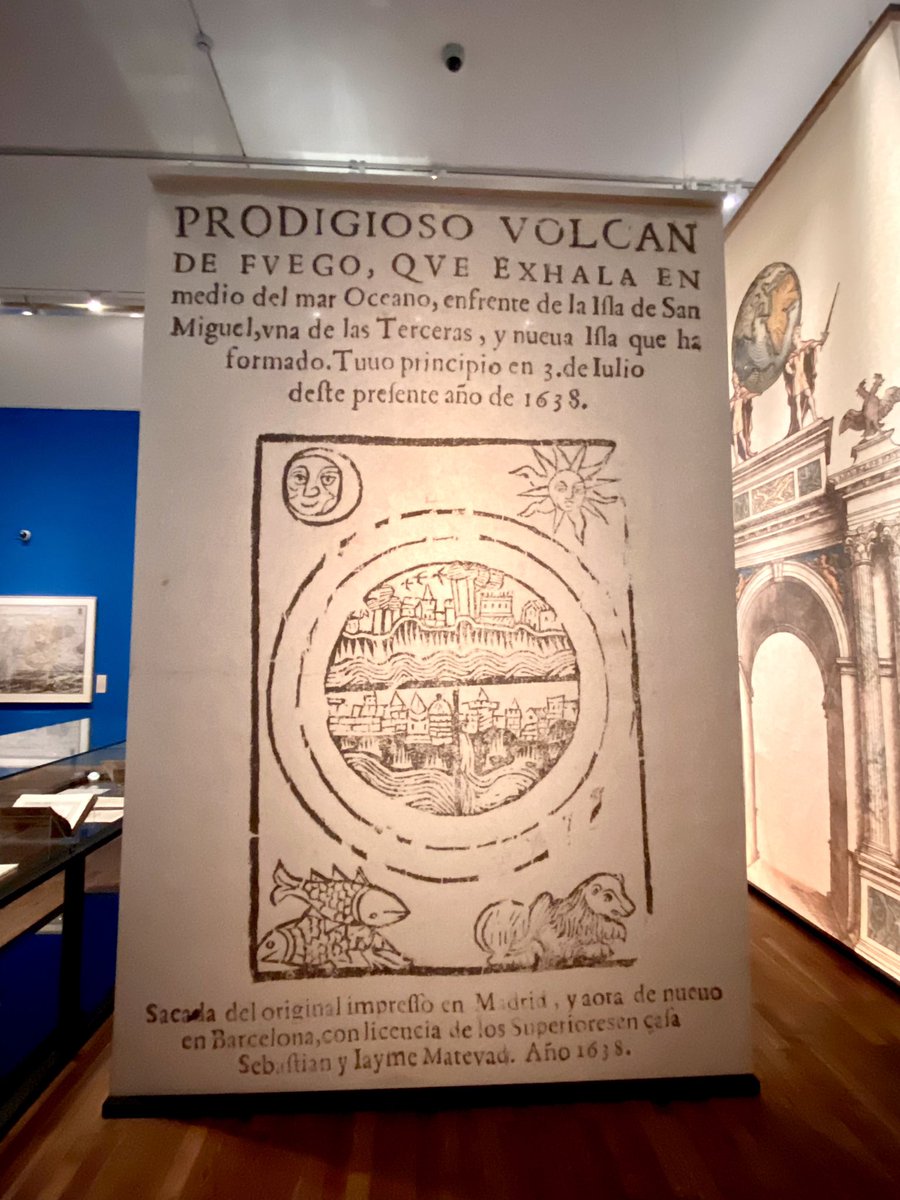 PRODIGIOSO VOLCAN
DE FVEGO, QVE EXHALA EN
medio del mar Oceano, enfrente de la Iſla de San
Miguel,vna de las Terceras, y nueua Iſla que ha
formado. Tuuo principio en 3. de Iulio
deſte preſente año de 1638.
Sacada del original impreſſo en Madrid, y aora de nueuo
en Barcelona, con licencia de los Superiores en caſa
Sebaſtian y Iayme Matevad. Año 1638.